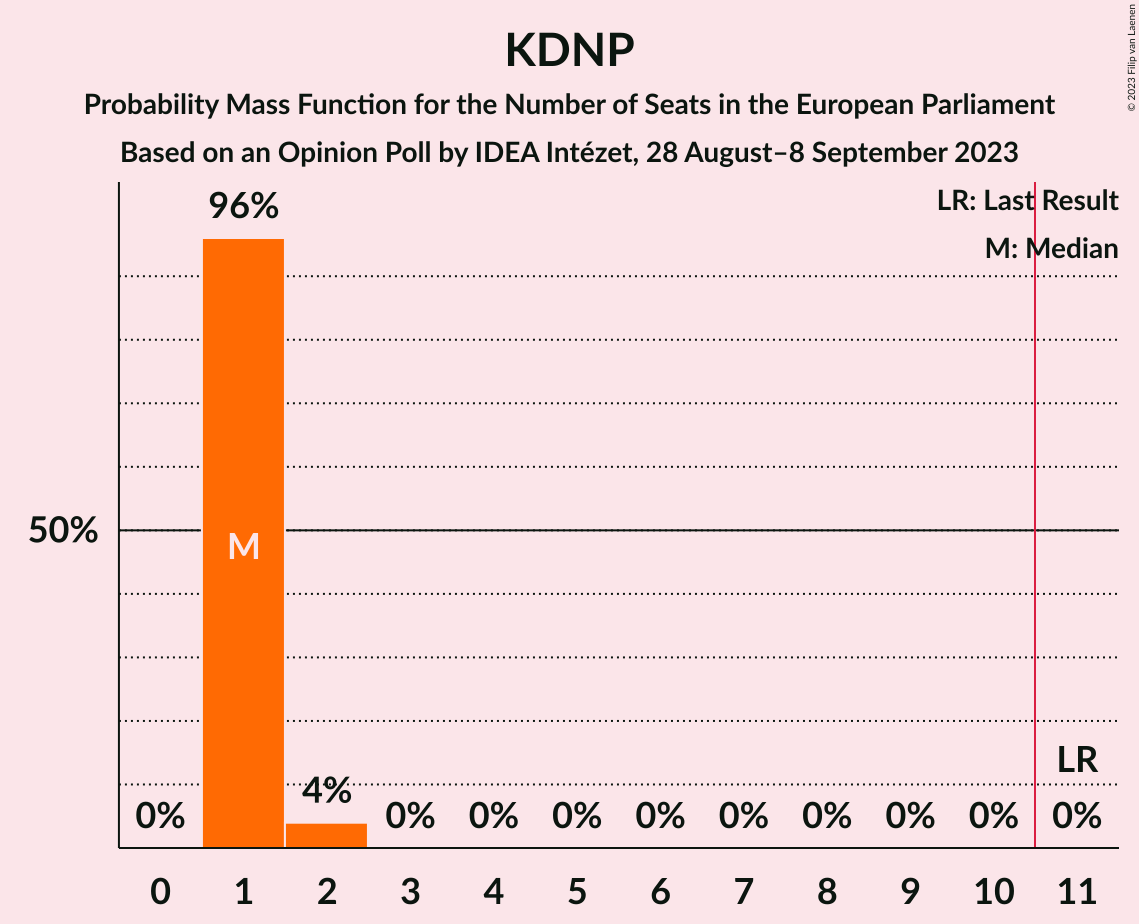 KDNP
Probability Mass Function for the Number of Seats in the European Parliament
Based on an Opinion Poll by IDEA Intézet, 28 August–8 September 2023
© 2023 Filip van Laenen
LR: Last Result
M: Median
96%
50%
M
LR
0%
4%
0%
0%
0%
0%
0%
0%
0%
0%
0%
0 1 2 3 4 5 6 7 8 9 10 11